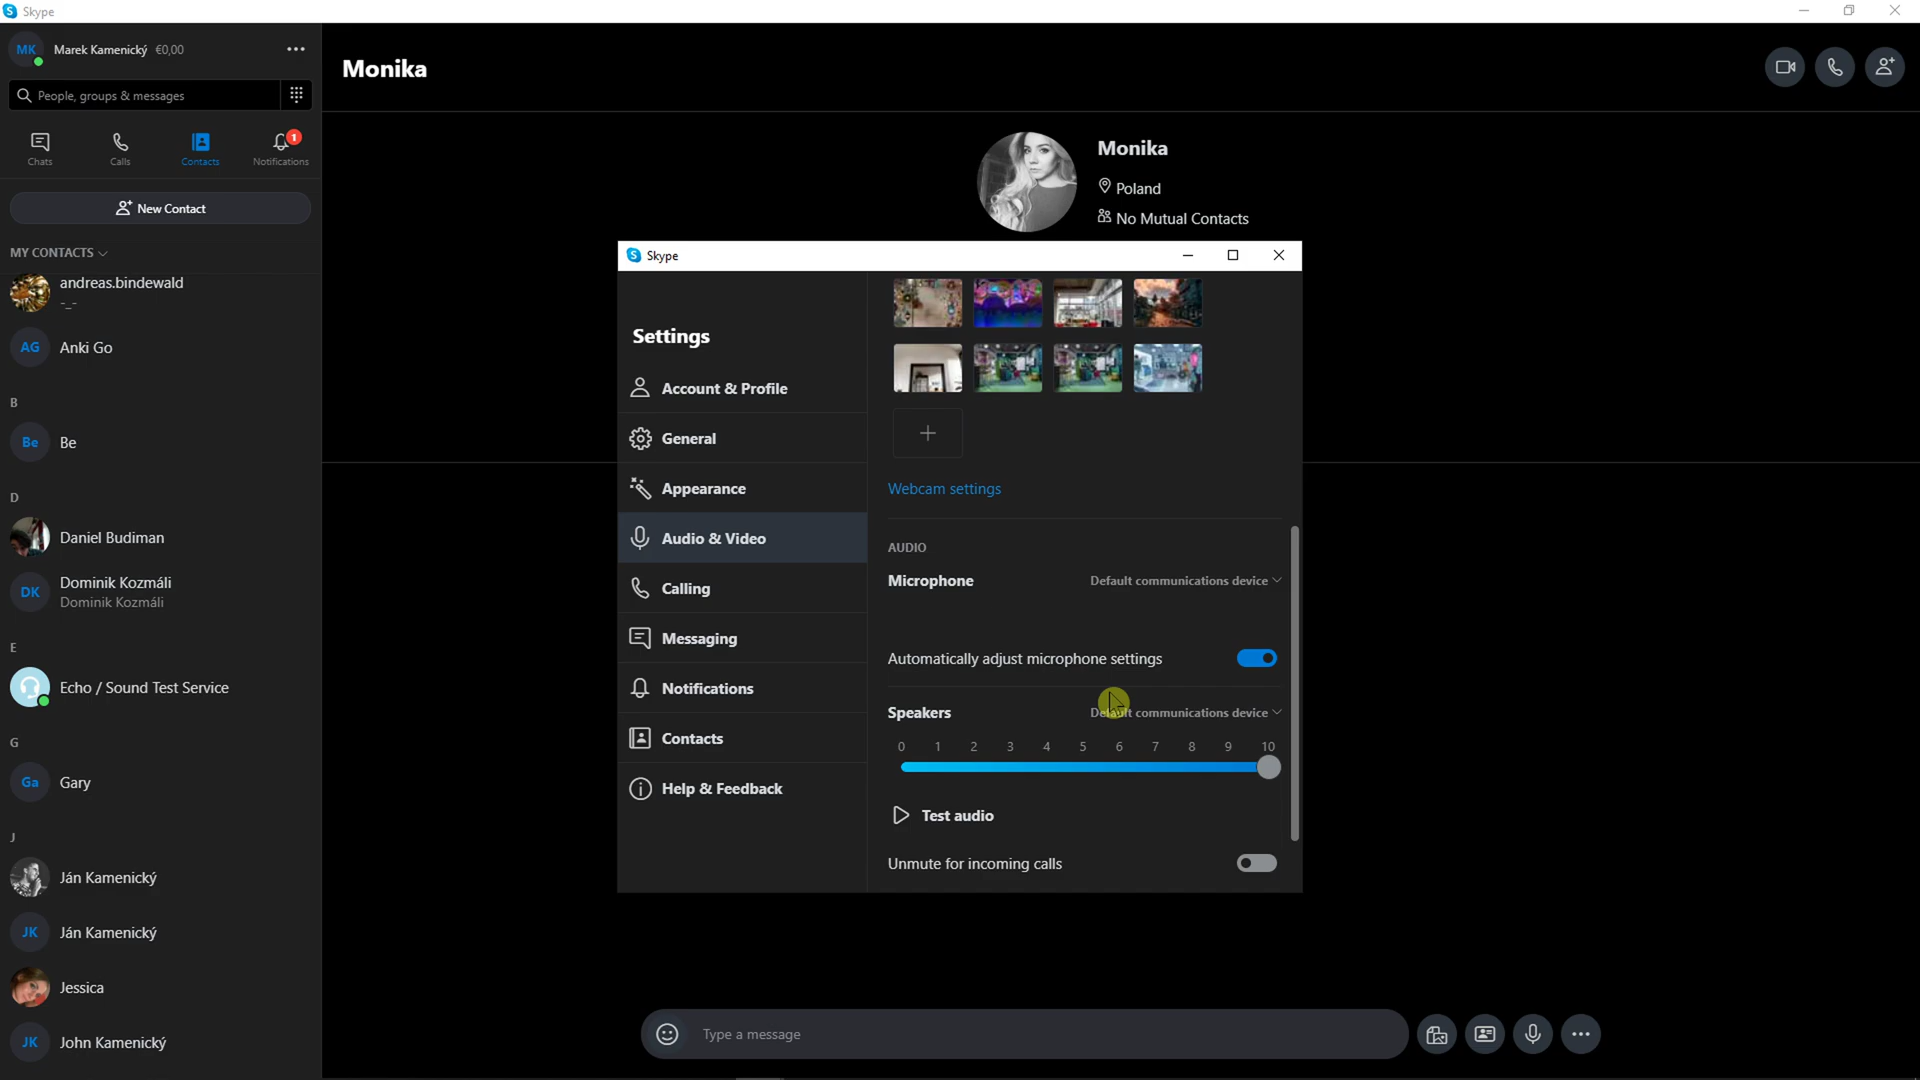 Skype
MK Marek Kamenický €0,00
People, groups & messages
Chats
Calls
Contacts
1
Notifications
New Contact
MY CONTACTS
andreas.bindewald
-_-
AG Anki Go
B
Be Be
D
Daniel Budiman
DK Dominik Kozmáli
Dominik Kozmáli
E
Echo / Sound Test Service
G
Ga Gary
J
Ján Kamenický
JK Ján Kamenický
Jessica
JK John Kamenický
Monika
Monika
Poland
No Mutual Contacts
Skype
Settings
Account & Profile
General
Appearance
Audio & Video
Calling
Messaging
Notifications
Contacts
Help & Feedback
Webcam settings
AUDIO
Microphone Default communications device
Automatically adjust microphone settings
Speakers Default communications device
0 1 2 3 4 5 6 7 8 9 10
Test audio
Unmute for incoming calls
Type a message